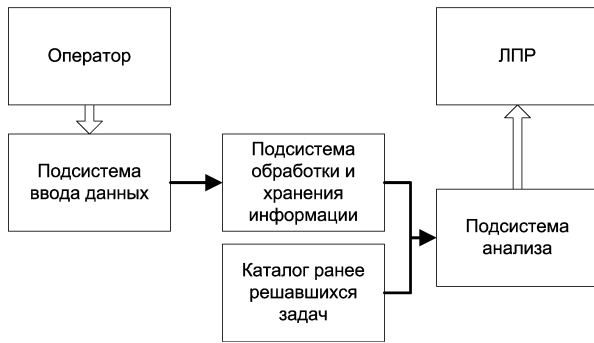 Оператор
ЛПР
Подсистема
ввода данных
Подсистема
обработки и
хранения
информации
Каталог ранее
решавшихся
задач
Подсистема
анализа